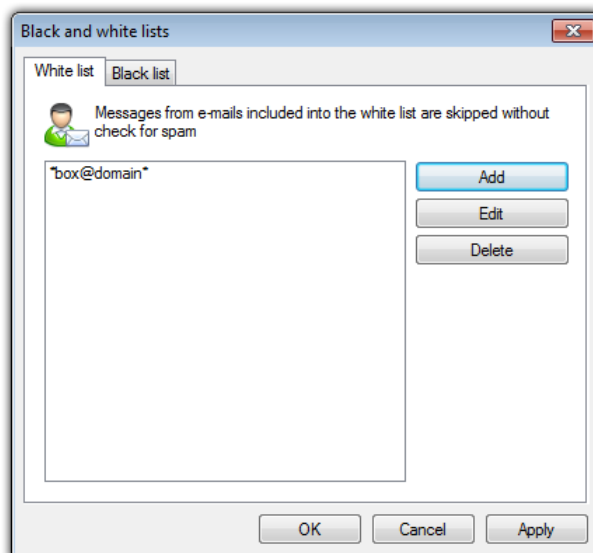 Black and white lists
White list
Black list
Messages from e-mails included into the white list are skipped without
check for spam
*box@domain*
Add
Edit
Delete
OK
Cancel
Apply